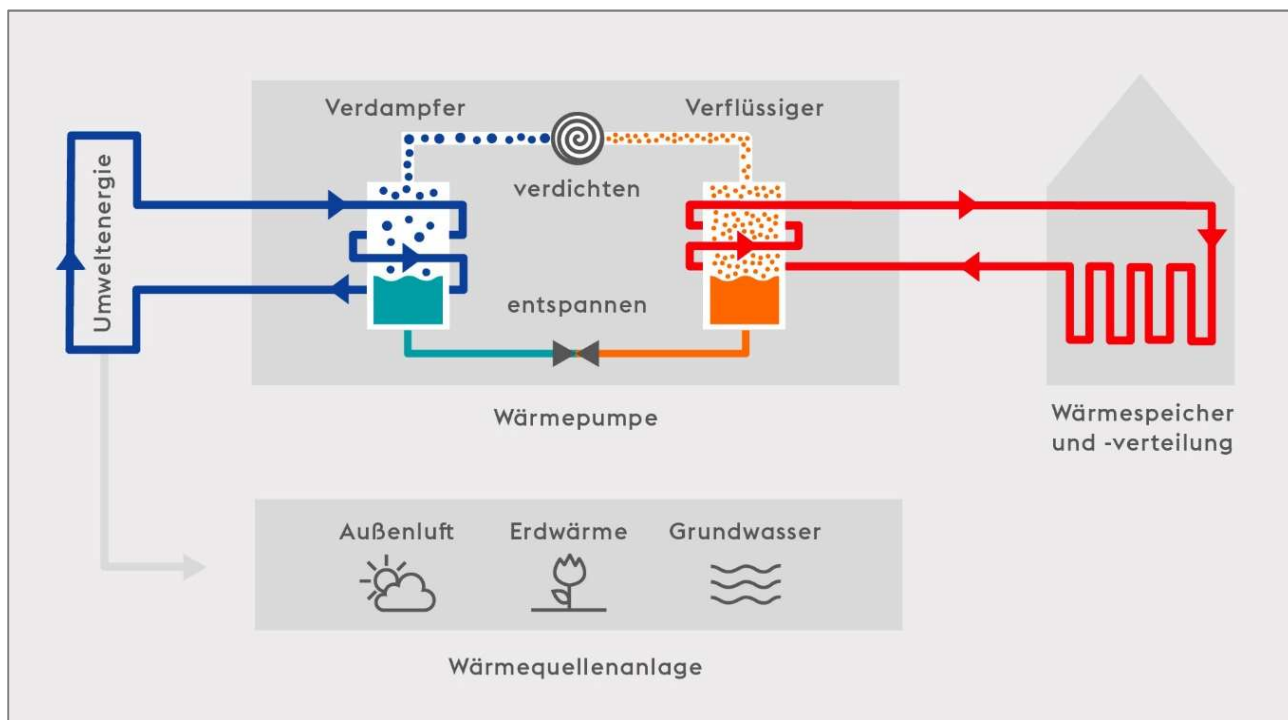 Verdampfer
Verflüssiger
verdichten
Umweltenergie
entspannen
Wärmepumpe
Wärmespeicher
und -verteilung
Außenluft
Erdwärme
Grundwasser
Wärmequellenanlage